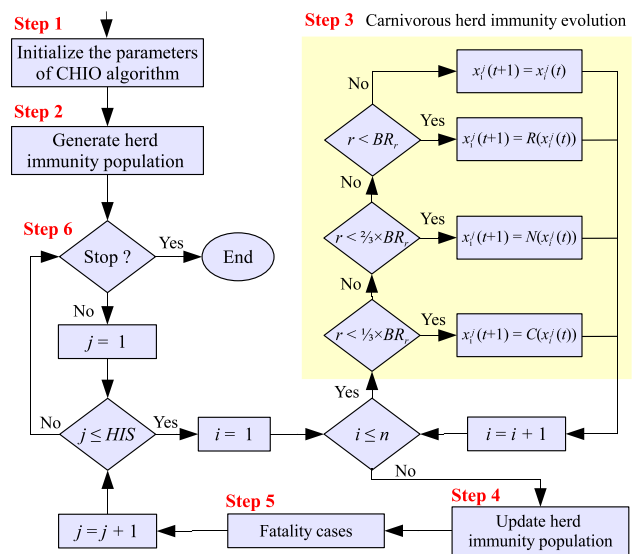 Step 1
Initialize the parameters
of CHIO algorithm
Step 2
Generate herd
immunity population
Step 6
Stop ?
Yes
End
No
j = 1
j ≤ HIS
No
Yes
i = 1
i ≤ n
Yes
No
i = i + 1
Step 3 Carnivorous herd immunity evolution
No
x_i^j(t+1) = x_i^j(t)
r < BR_r
Yes
x_i^j(t+1) = R(x_i^j(t))
No
r < ⅔×BR_r
Yes
x_i^j(t+1) = N(x_i^j(t))
No
r < ⅓×BR_r
Yes
x_i^j(t+1) = C(x_i^j(t))
Step 4
Update herd
immunity population
Step 5
Fatality cases
j = j + 1